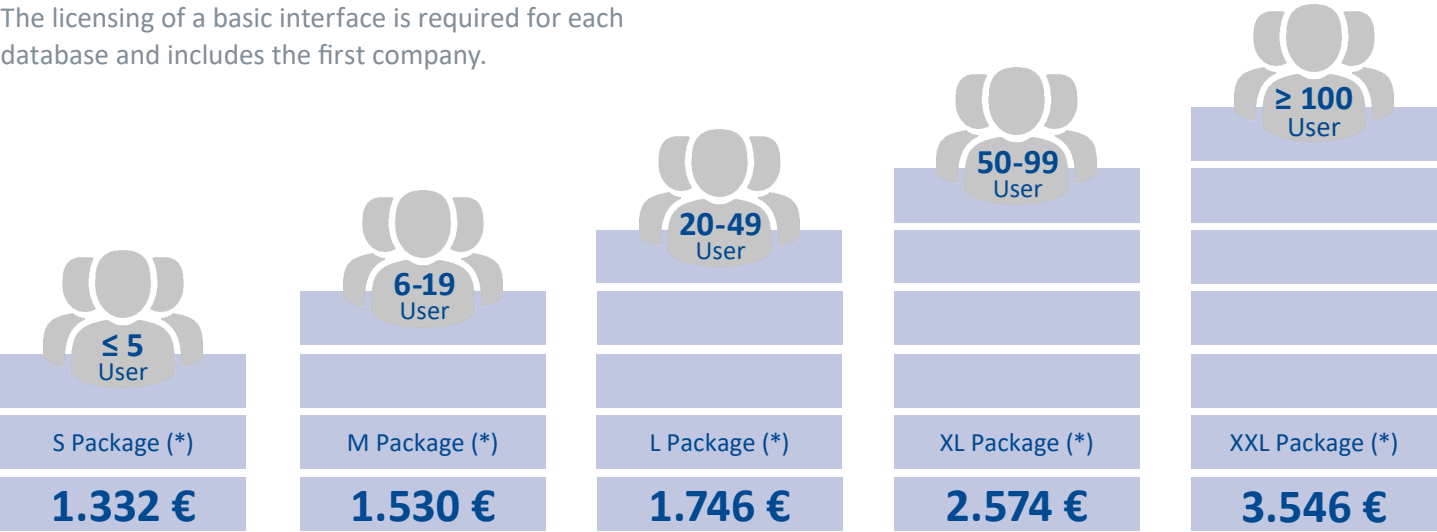 The licensing of a basic interface is required for each
database and includes the first company.
≤ 5
User
S Package (*)
1.332 €
6-19
User
M Package (*)
1.530 €
20-49
User
L Package (*)
1.746 €
50-99
User
XL Package (*)
2.574 €
≥ 100
User
XXL Package (*)
3.546 €